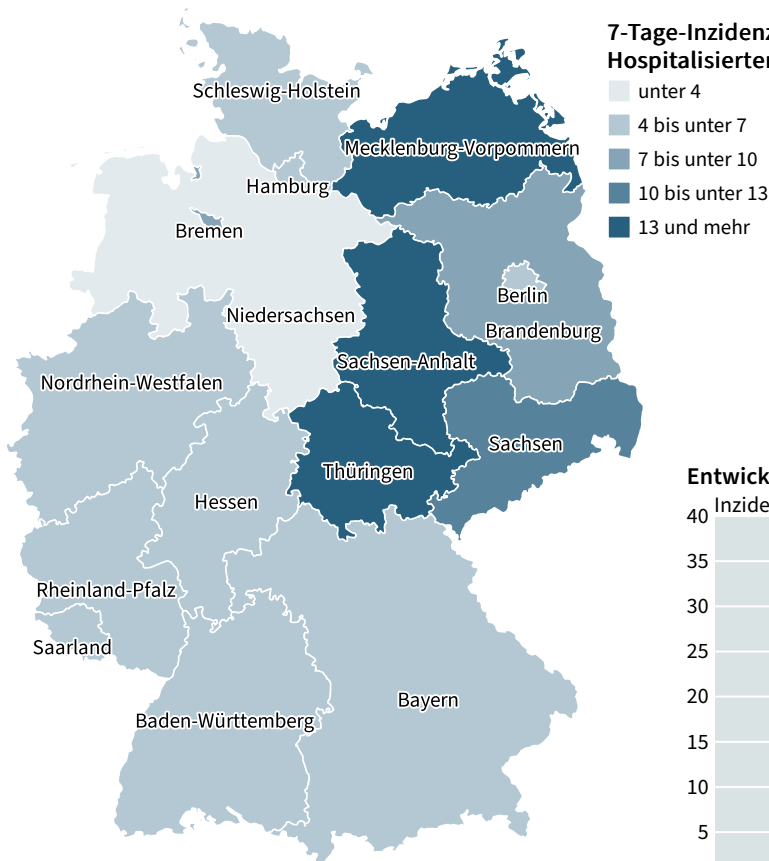 7-Tage-Inzidenz
Hospitalisierten
unter 4
4 bis unter 7
7 bis unter 10
10 bis unter 13
13 und mehr
Schleswig-Holstein
Mecklenburg-Vorpommern
Hamburg
Bremen
Berlin
Niedersachsen
Brandenburg
Sachsen-Anhalt
Nordrhein-Westfalen
Sachsen
Thüringen
Hessen
Rheinland-Pfalz
Saarland
Bayern
Baden-Württemberg
Entwick
Inzide
40
35
30
25
20
15
10
5